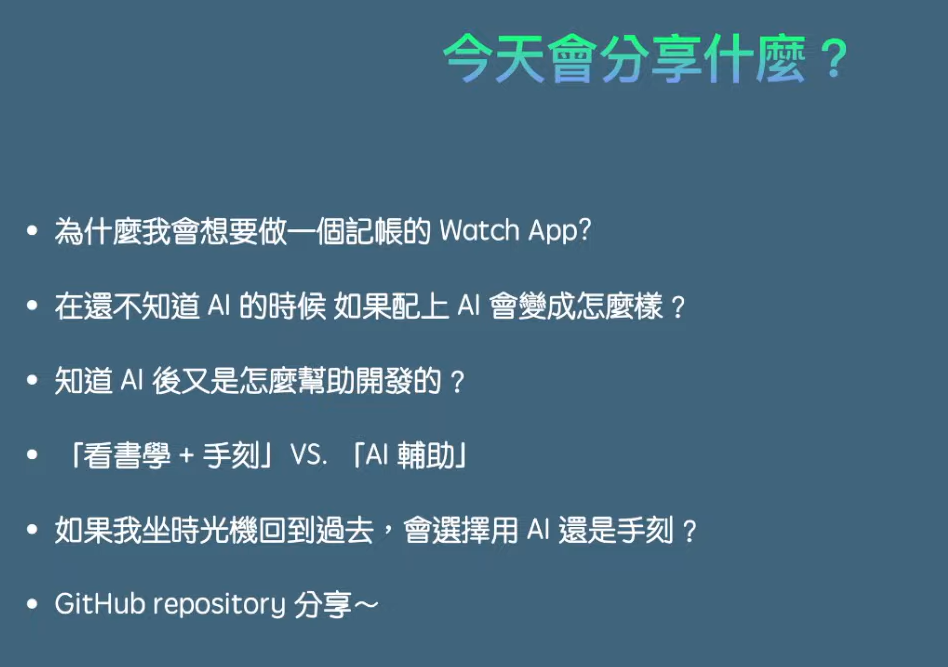 今天會分享什麼？
• 為什麼我會想要做一個記帳的 Watch App?
• 在還不知道 AI 的時候 如果配上 AI 會變成怎麼樣？
• 知道 AI 後又是怎麼幫助開發的？
• 「看書學 + 手刻」VS. 「AI 輔助」
• 如果我坐時光機回到過去，會選擇用 AI 還是手刻？
• GitHub repository 分享～